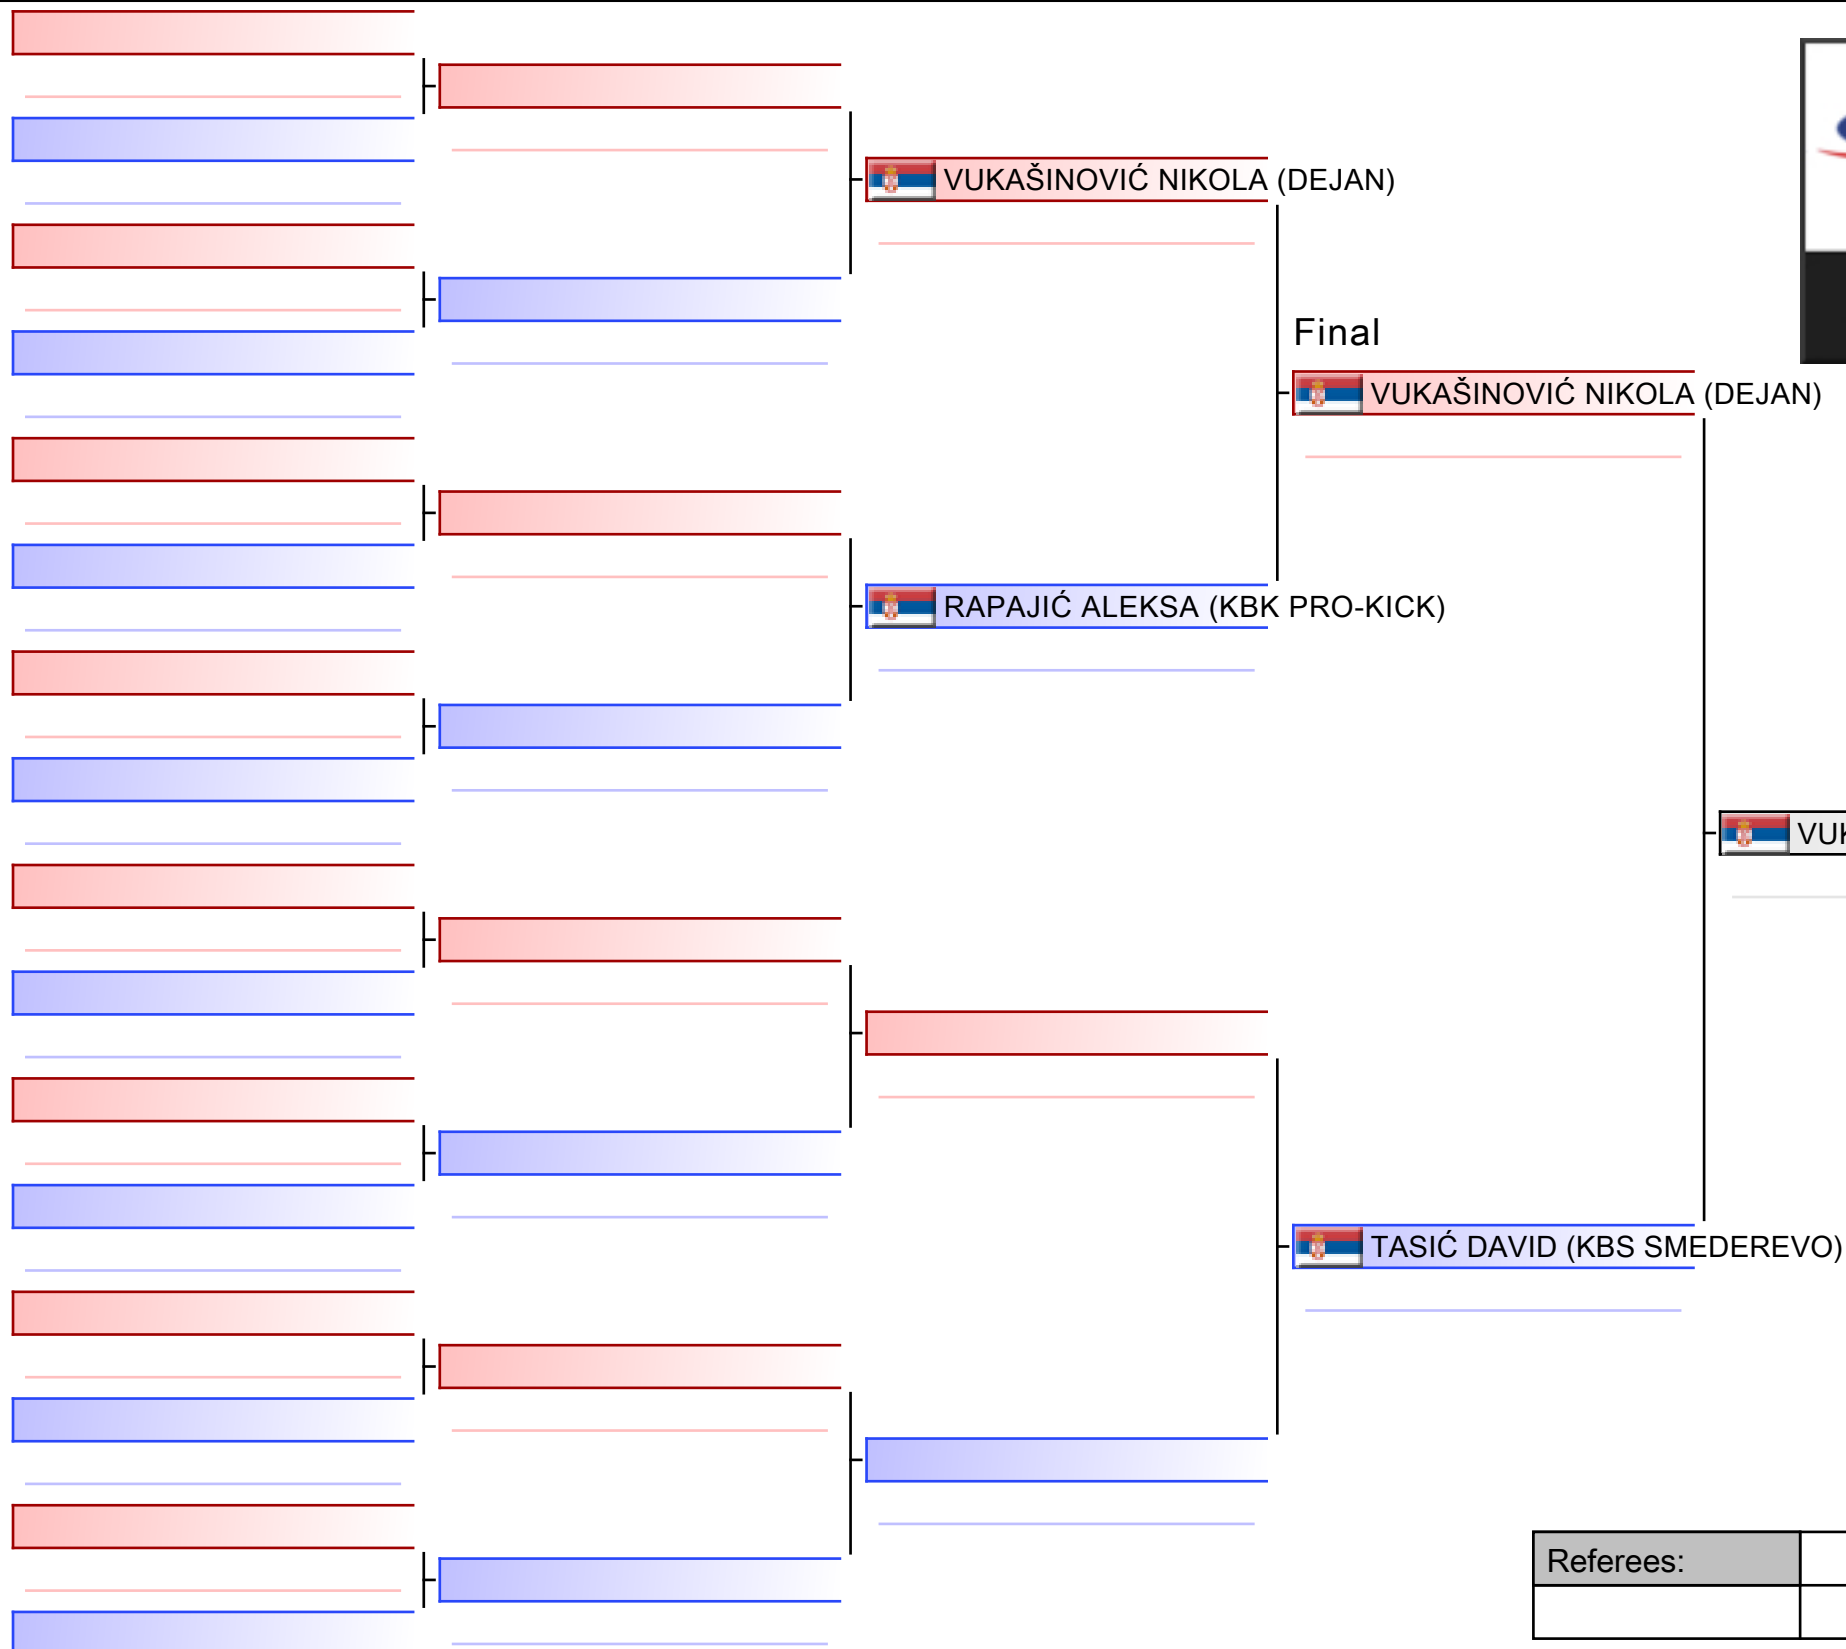 VUKAŠINOVIĆ NIKOLA (DEJAN)
Final
VUKAŠINOVIĆ NIKOLA (DEJAN)
RAPAJIĆ ALEKSA (KBK PRO-KICK)
TASIĆ DAVID (KBS SMEDEREVO)
Referees: